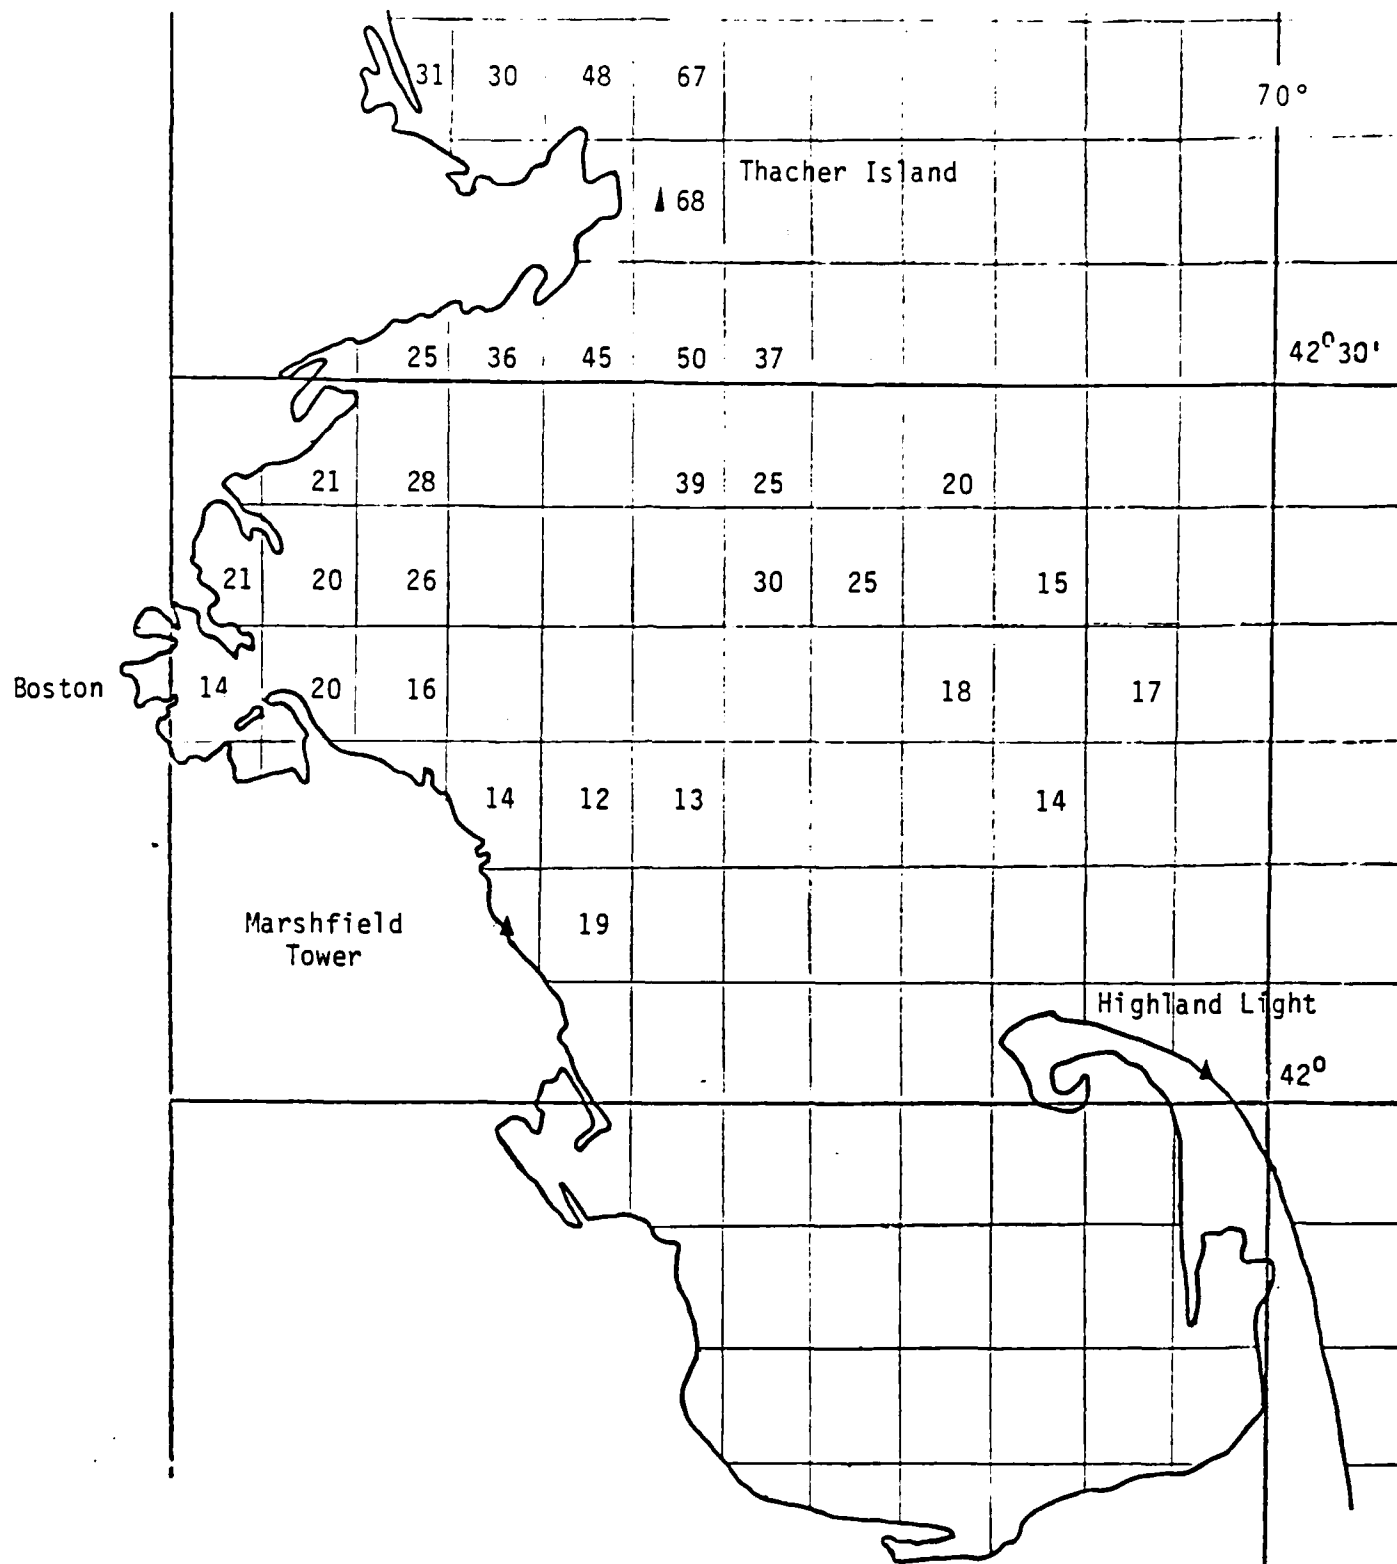 31 30 48 67
70°
Thacher Island
68
25 36 45 50 37
42°30'
21 28 39 25 20
21 20 26 30 25 15
Boston 14 20 16 18 17
14 12 13 14
Marshfield
Tower
19
Highland Light
42°